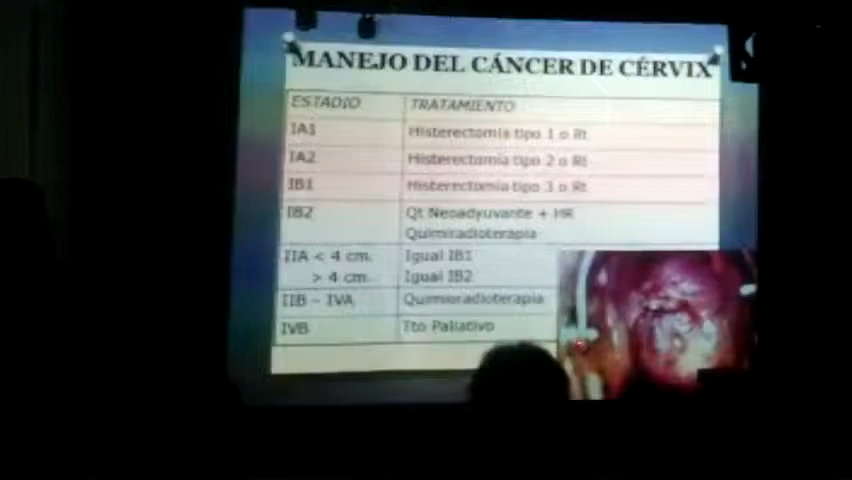 MANEJO DEL CÁNCER DE CÉRVIX
ESTADIO TRATAMIENTO
IA1 Histerectomía tipo 1 o Rt
IA2 Histerectomía tipo 2 o Rt
IB1 Histerectomía tipo 3 o Rt
IB2 Qt Neoadyuvante + HR
Quimiradioterapia
IIA < 4 cm. Igual IB1
> 4 cm. Igual IB2
IIB - IVA Quimioradioterapia
IVB Tto Paliativo